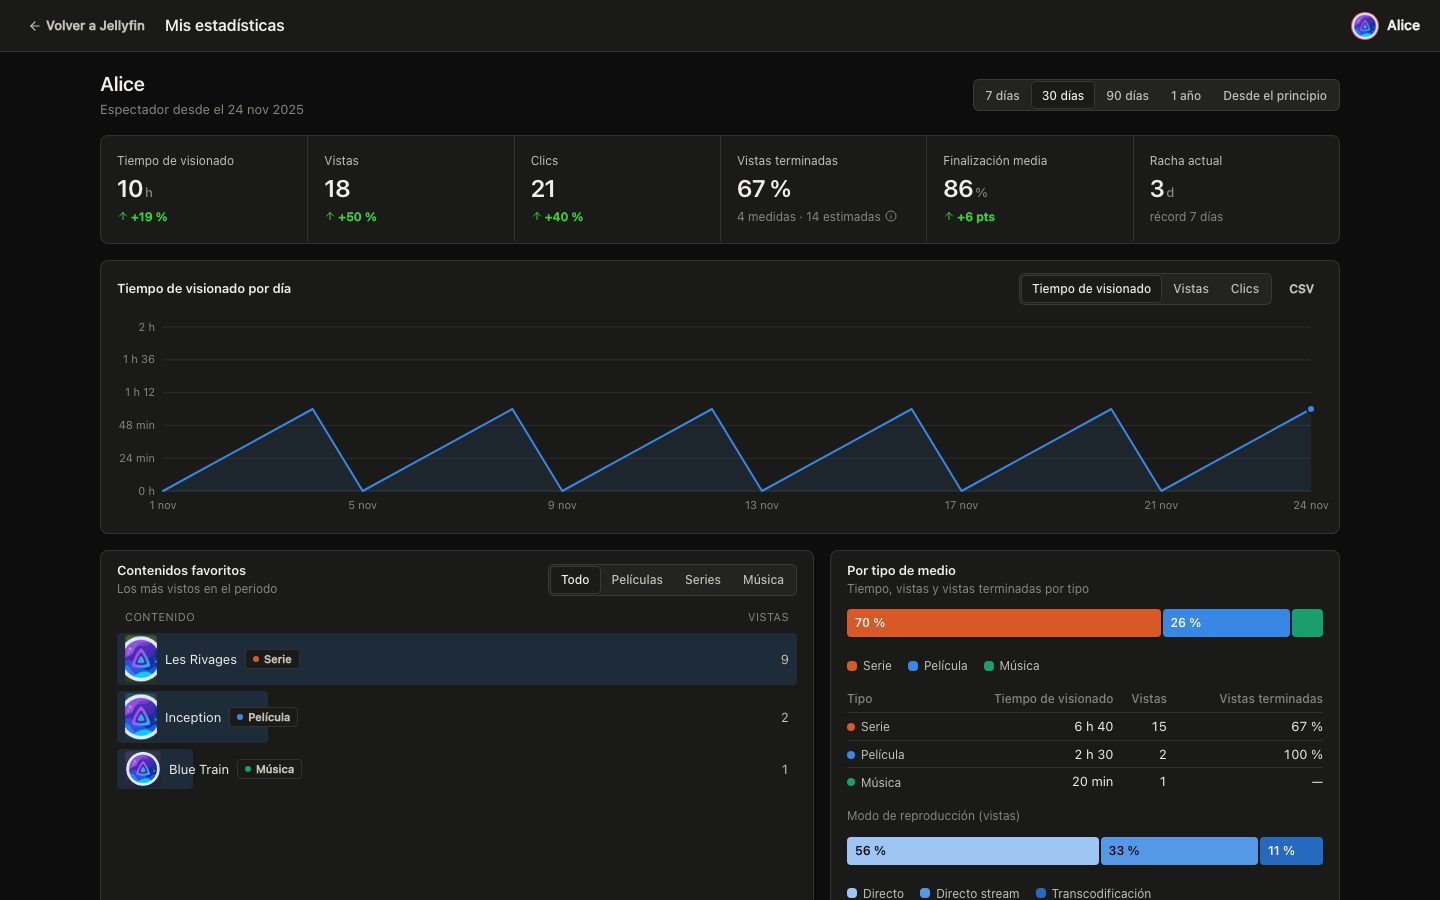 Volver a Jellyfin
Mis estadísticas
Alice
Alice
Espectador desde el 24 nov 2025
7 días
30 días
90 días
1 año
Desde el principio
Tiempo de visionado
10 h
+19 %
Vistas
18
+50 %
Clics
21
+40 %
Vistas terminadas
67 %
4 medidas · 14 estimadas
Finalización media
86 %
+6 pts
Racha actual
3 d
récord 7 días
Tiempo de visionado por día
Tiempo de visionado
Vistas
Clics
CSV
2 h
1 h 36
1 h 12
48 min
24 min
0 h
1 nov
5 nov
9 nov
13 nov
17 nov
21 nov
24 nov
Contenidos favoritos
Los más vistos en el periodo
Todo
Películas
Series
Música
CONTENIDO
VISTAS
Les Rivages
Serie
9
Inception
Película
2
Blue Train
Música
1
Por tipo de medio
Tiempo, vistas y vistas terminadas por tipo
70 %
26 %
Serie
Película
Música
Tipo
Tiempo de visionado
Vistas
Vistas terminadas
Serie
6 h 40
15
67 %
Película
2 h 30
2
100 %
Música
20 min
1
—
Modo de reproducción (vistas)
56 %
33 %
11 %
Directo
Directo stream
Transcodificación